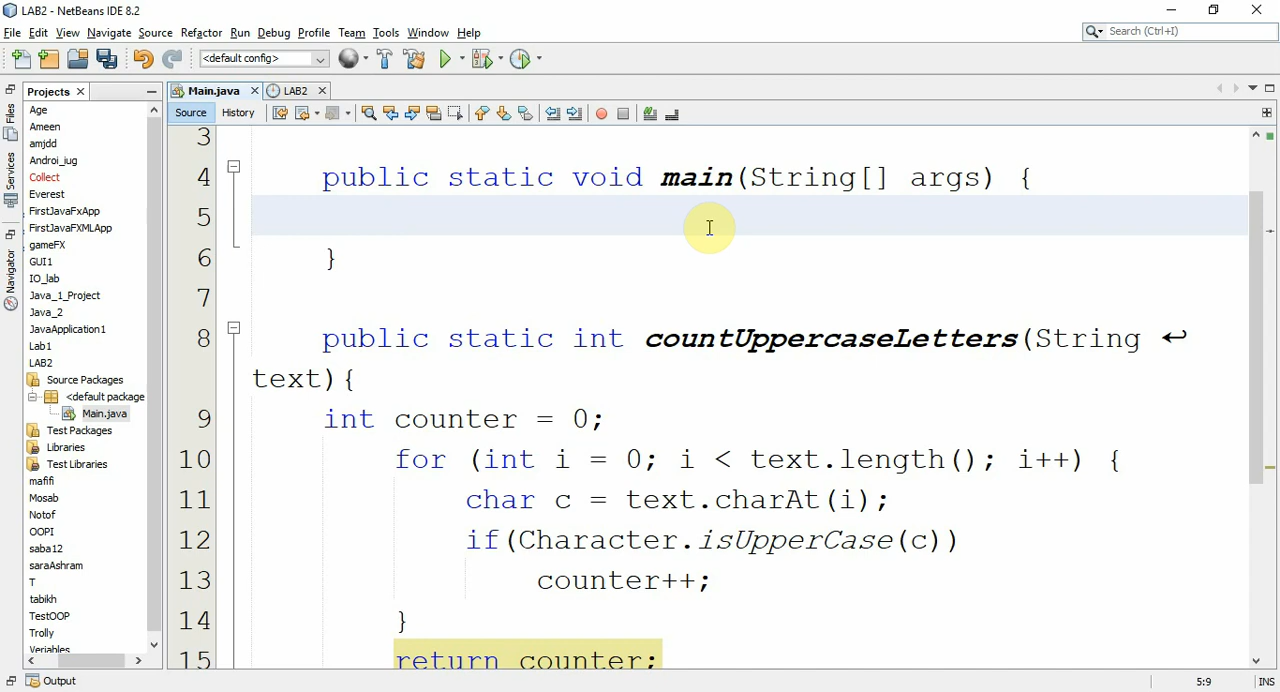 LAB2 - NetBeans IDE 8.2
File Edit View Navigate Source Refactor Run Debug Profile Team Tools Window Help
Search (Ctrl+I)
<default config>
Projects
Main.java
LAB2
Source History
Files
Services
Navigator
Age
Ameen
amjdd
Androi_iug
Collect
Everest
FirstJavaFxApp
FirstJavaFXMLApp
gameFX
GUI1
IO_lab
Java_1_Project
Java_2
JavaApplication1
Lab1
LAB2
Source Packages
<default package
Main.java
Test Packages
Libraries
Test Libraries
mafifi
Mosab
Notof
OOPI
saba12
saraAshram
T
tabikh
TestOOP
Trolly
Variables
3
4 public static void main(String[] args) {
5
6 }
7
8 public static int countUppercaseLetters(String ↩
text){
9 int counter = 0;
10 for (int i = 0; i < text.length(); i++) {
11 char c = text.charAt(i);
12 if(Character.isUpperCase(c))
13 counter++;
14 }
15 return counter;
Output
5:9
INS